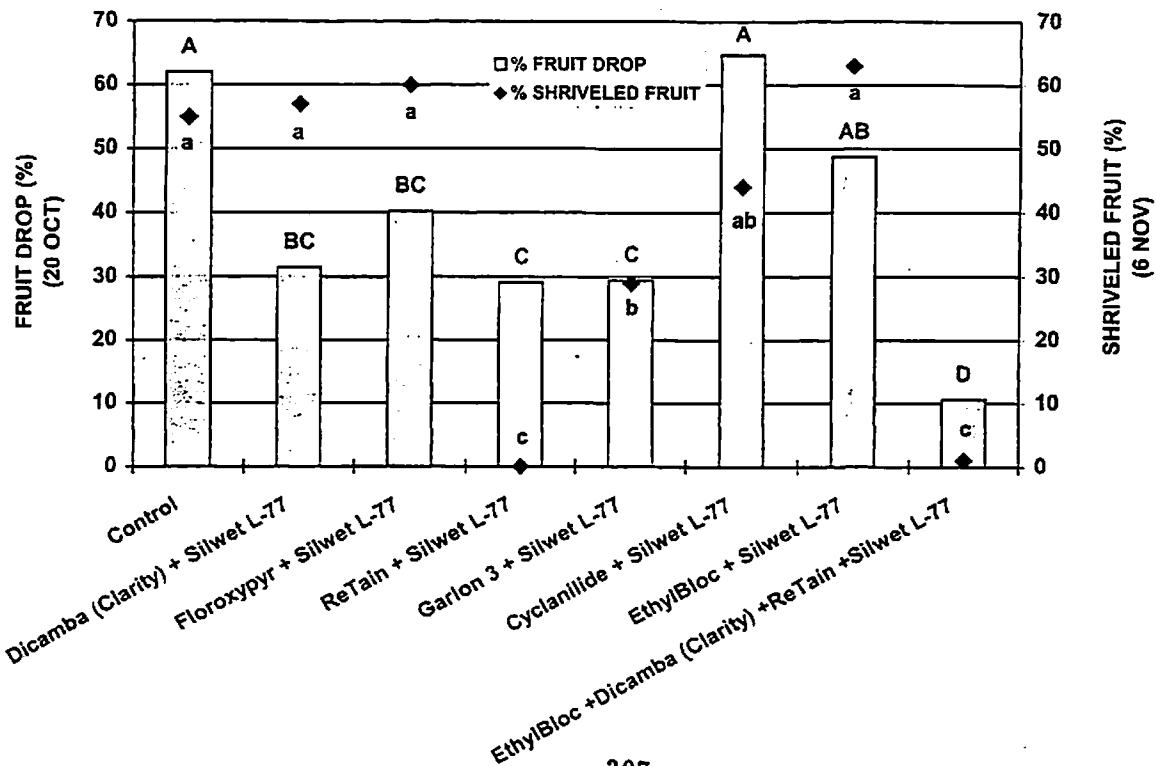 FRUIT DROP (%)
(20 OCT)
70
60
50
40
30
20
10
0
% FRUIT DROP
% SHRIVELED FRUIT
A
a
a
BC
a
BC
c
C
b
C
A
ab
a
AB
D
c
70
60
50
40
30
20
10
0
SHRIVELED FRUIT (%)
(6 NOV)
Control
Dicamba (Clarity) + Silwet L-77
Floroxypyr + Silwet L-77
ReTain + Silwet L-77
Garlon 3 + Silwet L-77
Cyclanilide + Silwet L-77
EthylBloc + Silwet L-77
EthylBloc +Dicamba (Clarity) +ReTain +Silwet L-77